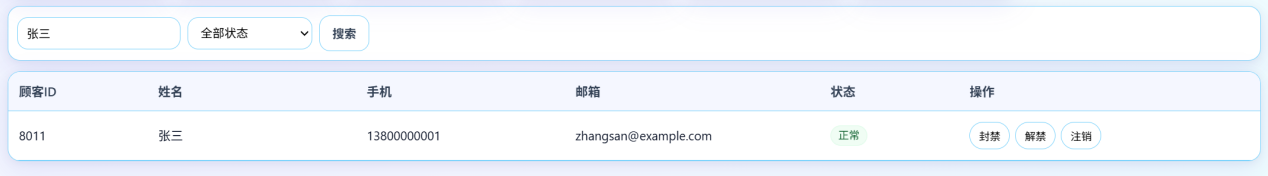 张三 全部状态 搜索
顾客ID 姓名 手机 邮箱 状态 操作
8011 张三 13800000001 zhangsan@example.com 正常 封禁 解禁 注销